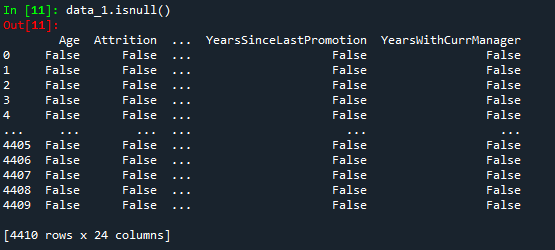 In [11]: data_1.isnull()
Out[11]:
Age Attrition ... YearsSinceLastPromotion YearsWithCurrManager
0 False False ... False False
1 False False ... False False
2 False False ... False False
3 False False ... False False
4 False False ... False False
... ... ... ... ... ...
4405 False False ... False False
4406 False False ... False False
4407 False False ... False False
4408 False False ... False False
4409 False False ... False False
[4410 rows x 24 columns]